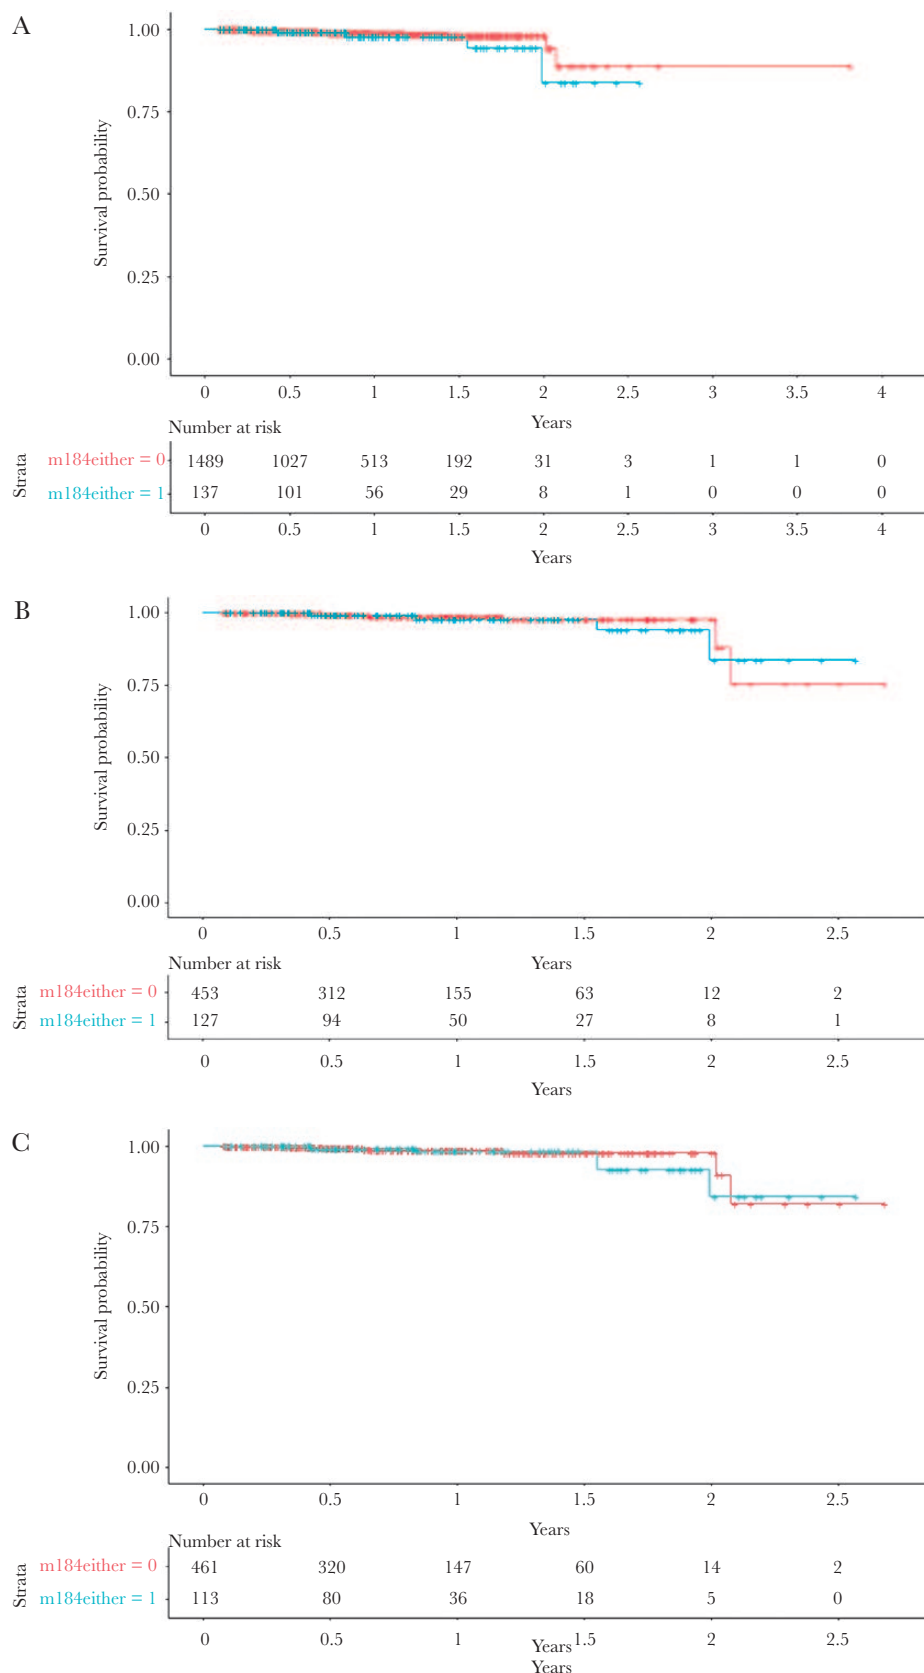 A
1.00
0.75
0.50
0.25
0.00
Survival probability
0 0.5 1 1.5 2 2.5 3 3.5 4
Years
Number at risk
Strata
m184either = 0 1489 1027 513 192 31 3 1 1 0
m184either = 1 137 101 56 29 8 1 0 0 0
0 0.5 1 1.5 2 2.5 3 3.5 4
Years
B
1.00
0.75
0.50
0.25
0.00
Survival probability
0 0.5 1 1.5 2 2.5
Number at risk Years
Strata
m184either = 0 453 312 155 63 12 2
m184either = 1 127 94 50 27 8 1
0 0.5 1 1.5 2 2.5
Years
C
1.00
0.75
0.50
0.25
0.00
Survival probability
0 0.5 1 1.5 2 2.5
Years
Number at risk
Strata
m184either = 0 461 320 147 60 14 2
m184either = 1 113 80 36 18 5 0
0 0.5 1 1.5 2 2.5
Years
Years